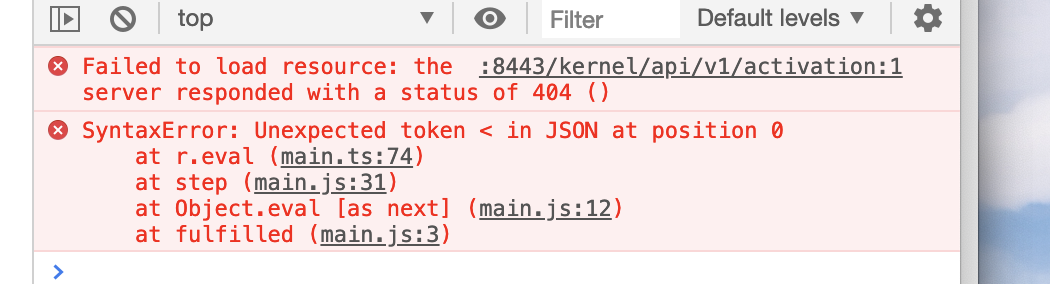 top
Filter
Default levels
Failed to load resource: the :8443/kernel/api/v1/activation:1
server responded with a status of 404 ()
SyntaxError: Unexpected token < in JSON at position 0
at r.eval (main.ts:74)
at step (main.js:31)
at Object.eval [as next] (main.js:12)
at fulfilled (main.js:3)